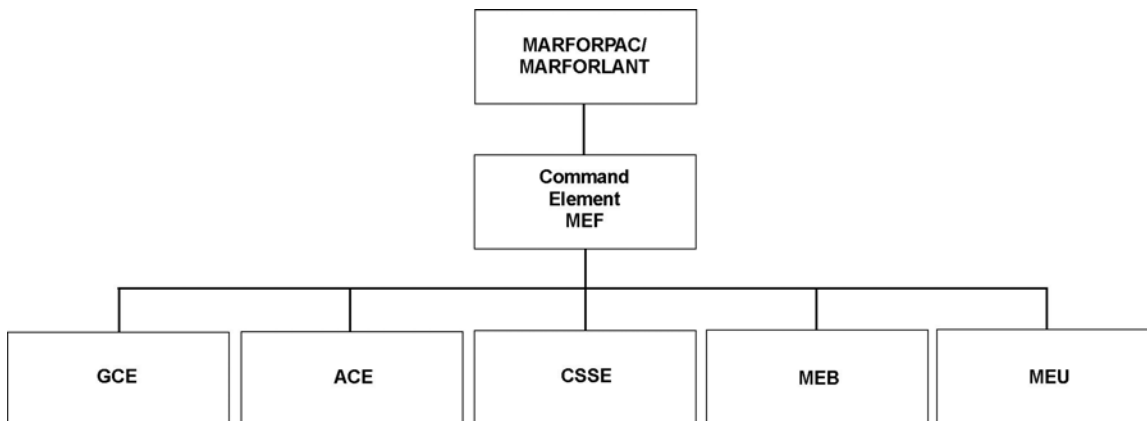 MARFORPAC/
MARFORLANT
Command
Element
MEF
GCE
ACE
CSSE
MEB
MEU